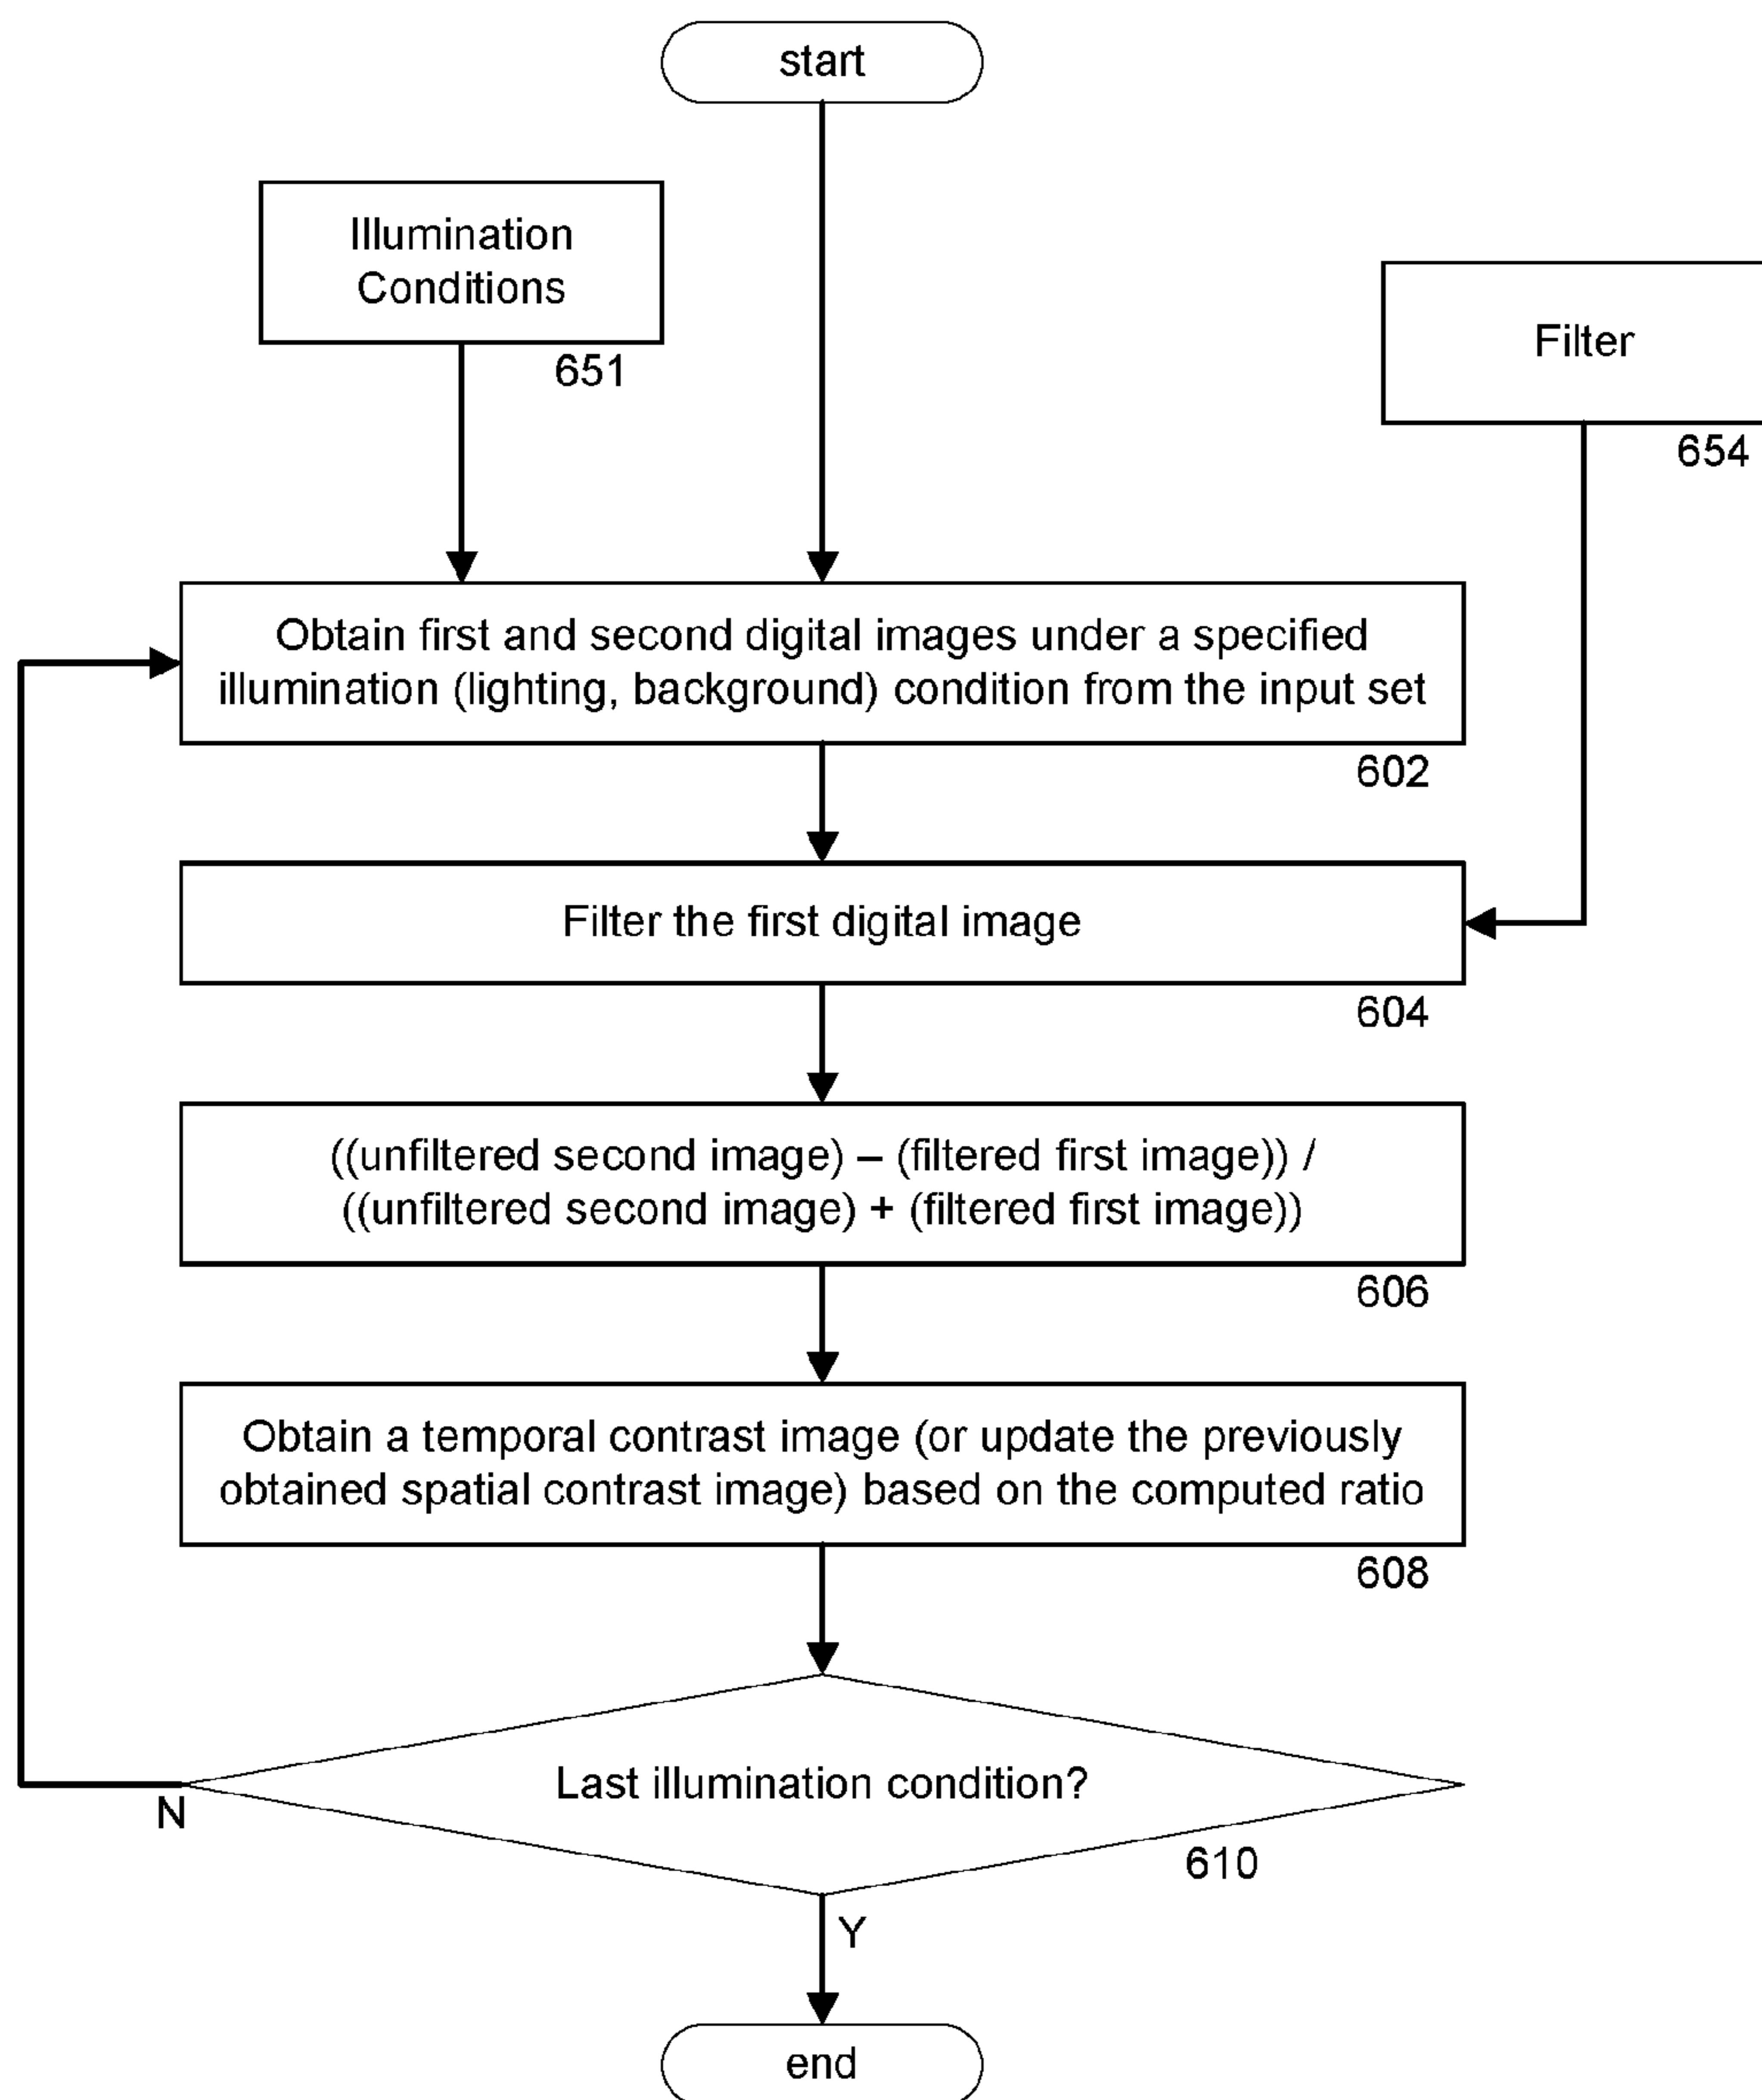 start
Illumination
Conditions
651
Filter
654
Obtain first and second digital images under a specified
illumination (lighting, background) condition from the input set
602
Filter the first digital image
604
((unfiltered second image) – (filtered first image)) /
((unfiltered second image) + (filtered first image))
606
Obtain a temporal contrast image (or update the previously
obtained spatial contrast image) based on the computed ratio
608
Last illumination condition?
N
610
Y
end